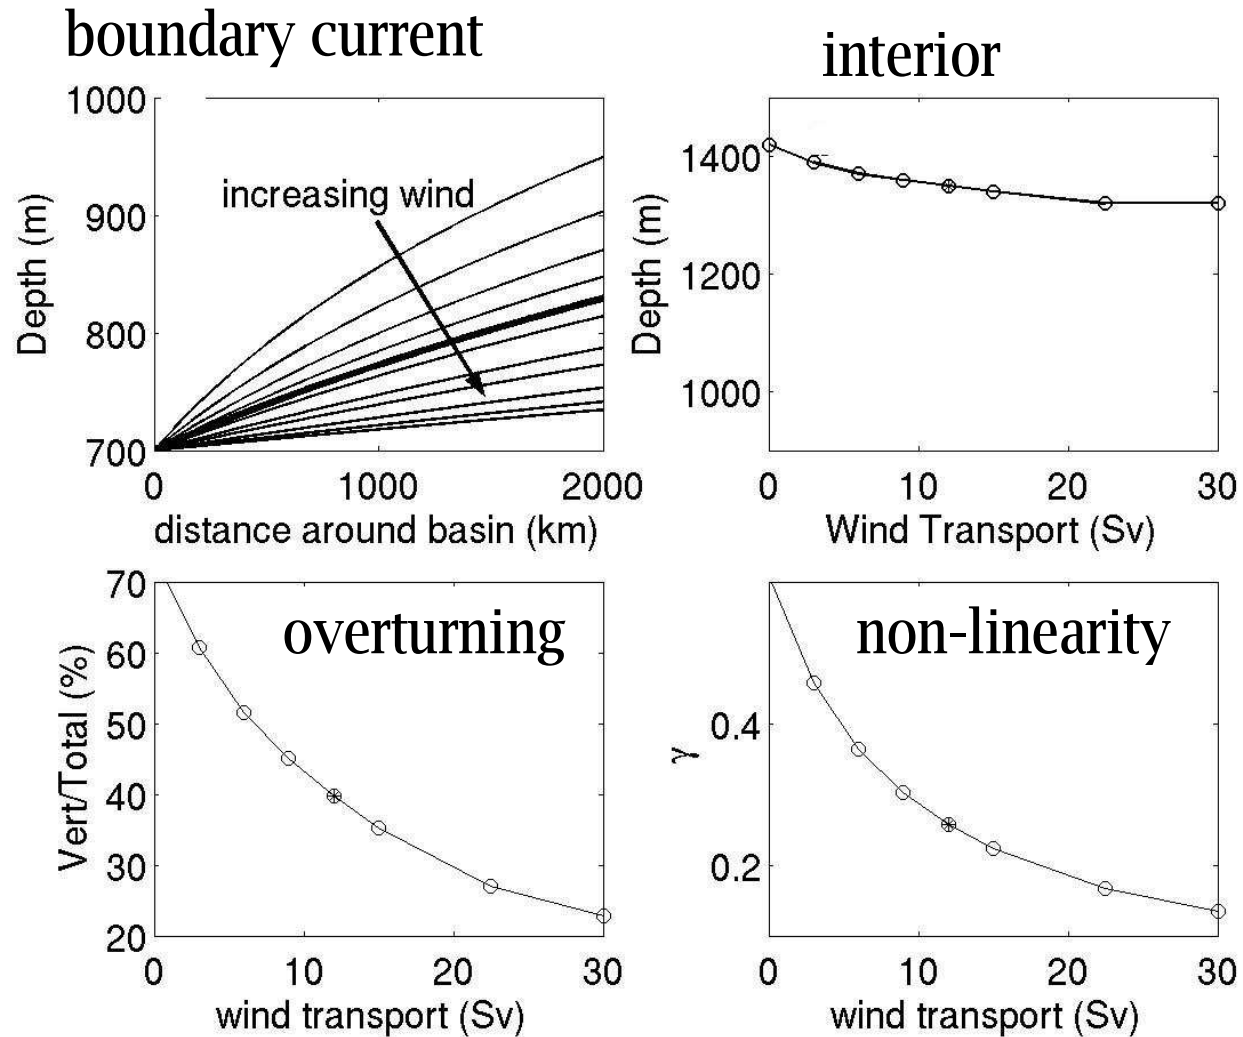 boundary current
interior
1000
900
800
700
Depth (m)
increasing wind
0 1000 2000
distance around basin (km)
1400
1200
1000
Depth (m)
0 10 20 30
Wind Transport (Sv)
overturning
70
60
50
40
30
20
Vert/Total (%)
0 10 20 30
wind transport (Sv)
non-linearity
0.4
0.2
γ
0 10 20 30
wind transport (Sv)